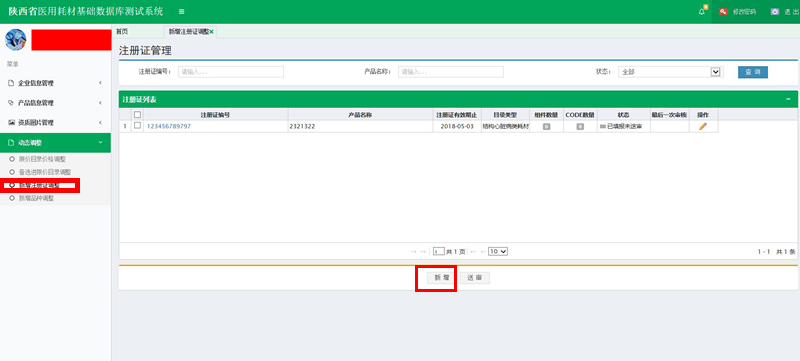 陕西省医用耗材基础数据库测试系统
8
修改密码
退 出
首页
新增注册证调整
菜单
企业信息管理
产品信息管理
资质图片管理
动态调整
限价目录价格调整
备选进限价目录调整
新增注册证调整
新增品种调整
注册证管理
注册证编号： 请输入...
产品名称： 请输入...
状态： 全部
查 询
注册证列表
注册证编号 产品名称 注册证有效期止 目录类型 组件数量 CODE数量 状态 最后一次审核 操作
1 123456789797 2321322 2018-05-03 结构心脏病类耗材 0 0 已填报未送审
1 共 1 页 10
1 - 1 共 1 条
新 增
送 审